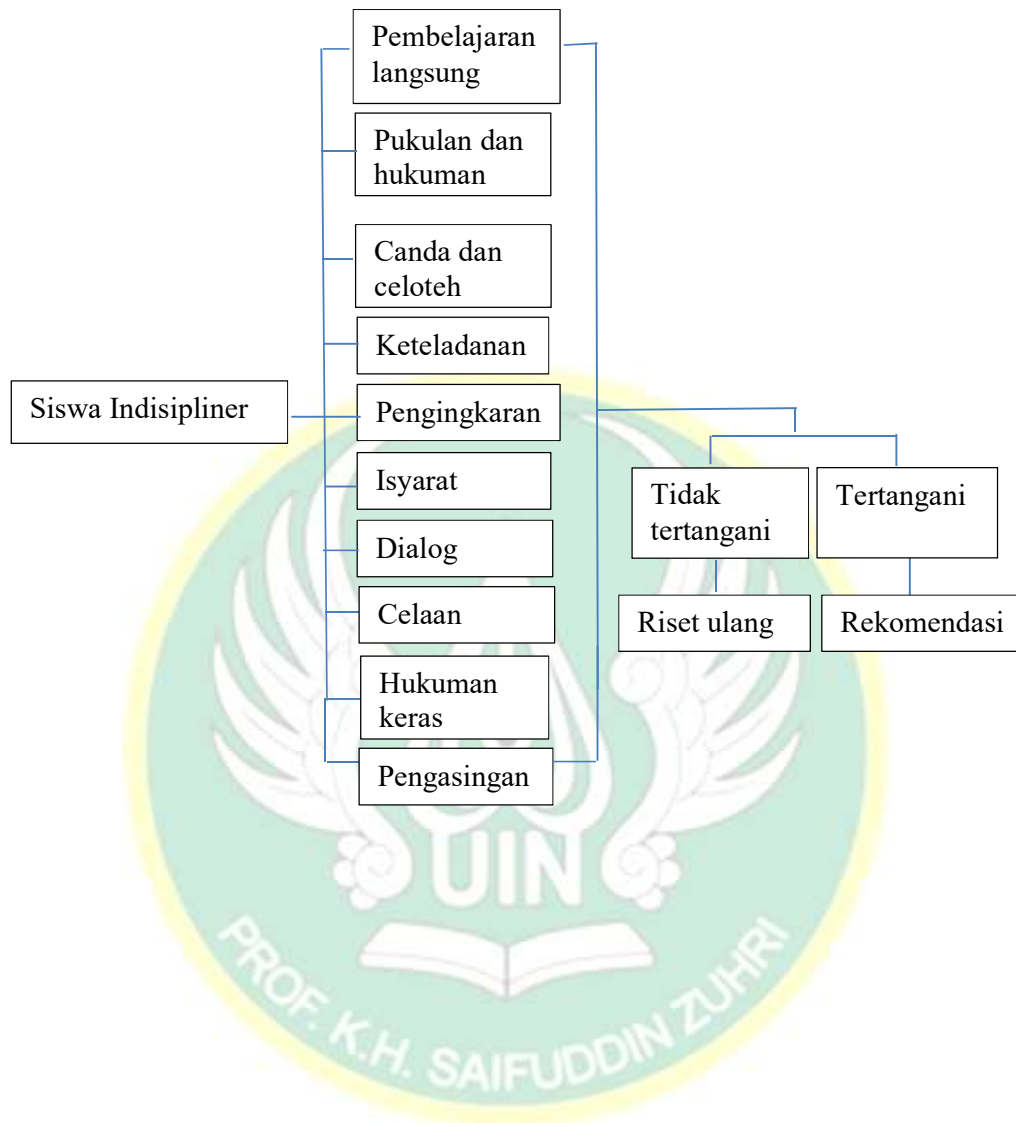 Pembelajaran
langsung
Pukulan dan
hukuman
Canda dan
celoteh
Keteladanan
Siswa Indisipliner
Pengingkaran
Isyarat
Dialog
Celaan
Hukuman
keras
Pengasingan
Tidak
tertangani
Tertangani
Riset ulang
Rekomendasi
UIN
PROF. K.H. SAIFUDDIN ZUHRI